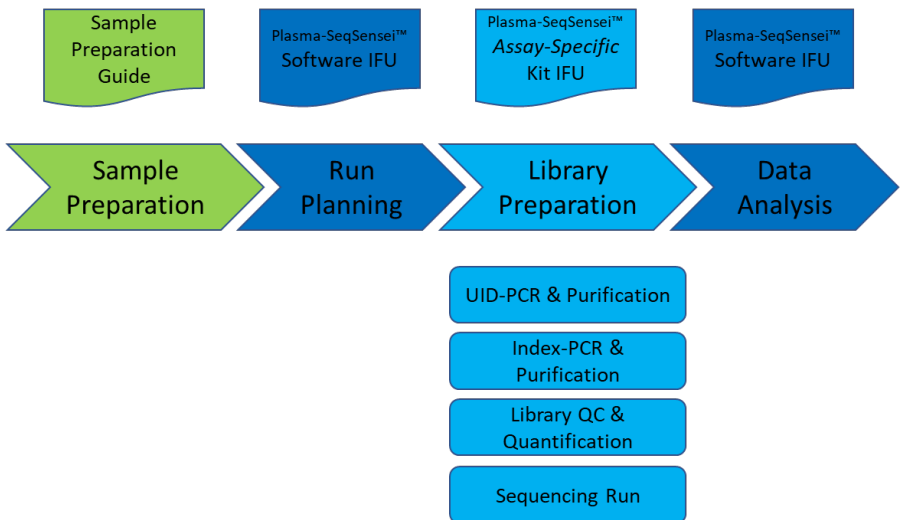 Sample
Preparation
Guide
Plasma-SeqSensei™
Software IFU
Plasma-SeqSensei™
Assay-Specific
Kit IFU
Plasma-SeqSensei™
Software IFU
Sample
Preparation
Run
Planning
Library
Preparation
Data
Analysis
UID-PCR & Purification
Index-PCR &
Purification
Library QC &
Quantification
Sequencing Run